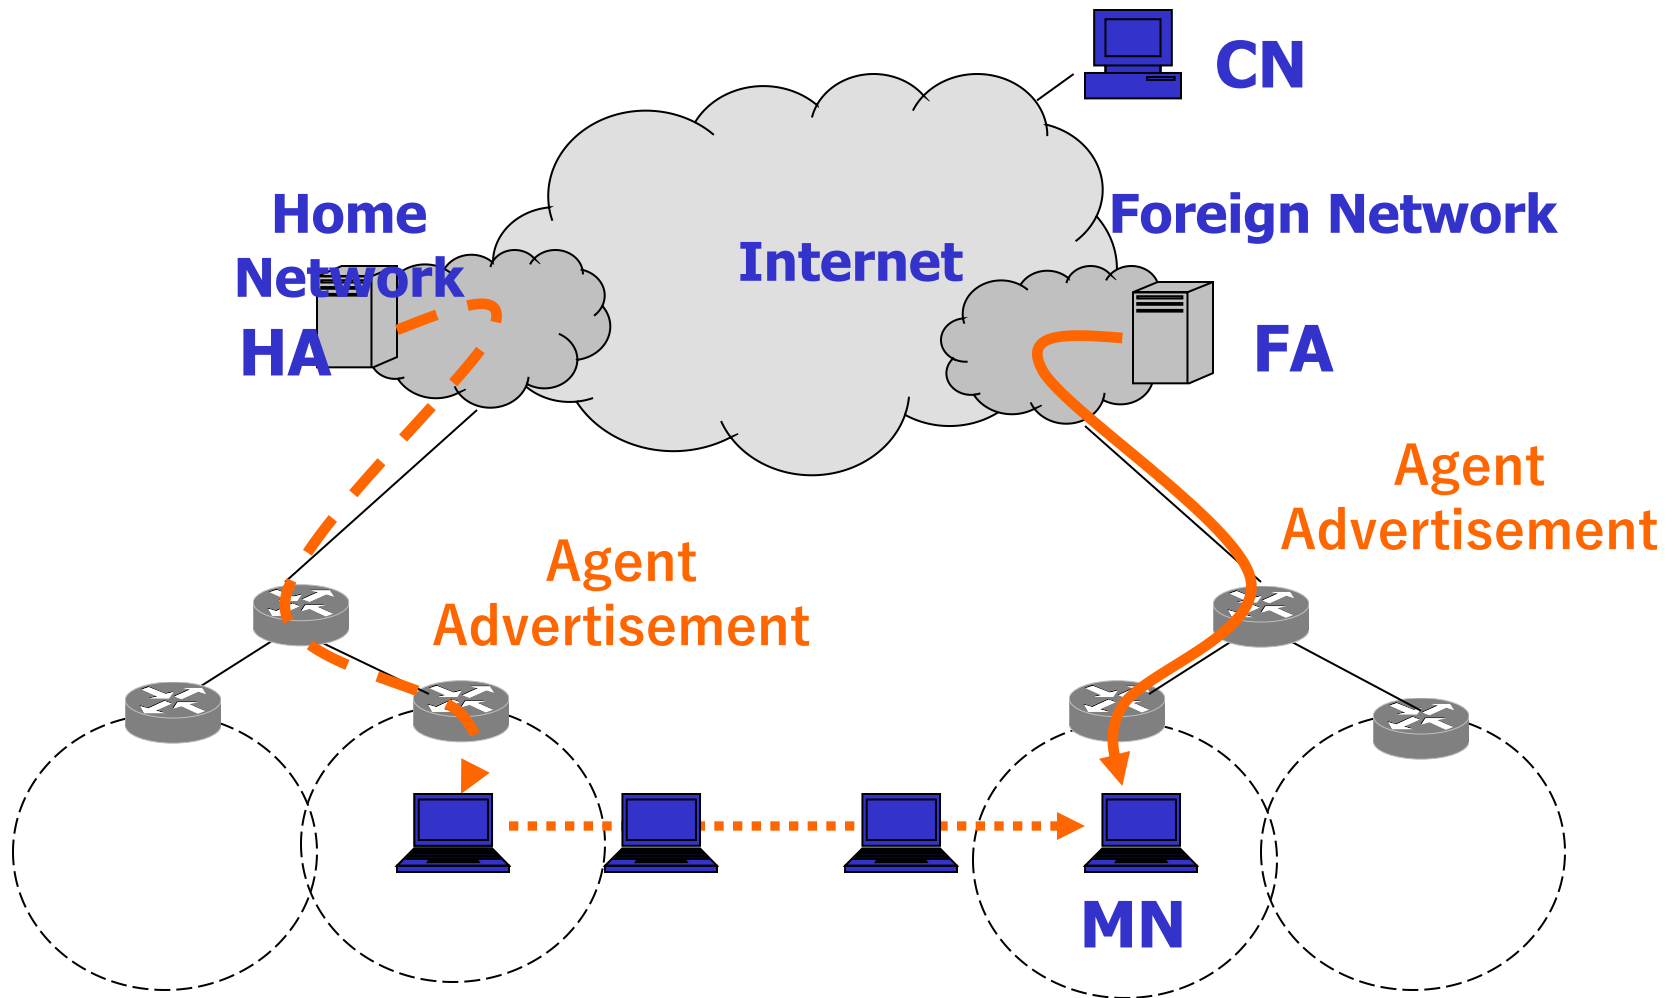 CN
Home
Network
Foreign Network
Internet
HA
FA
Agent
Advertisement
Agent
Advertisement
MN